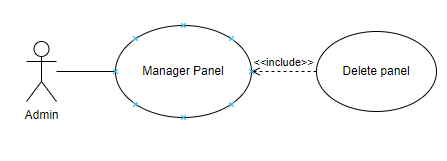 <<include>>
Manager Panel
Delete panel
Admin